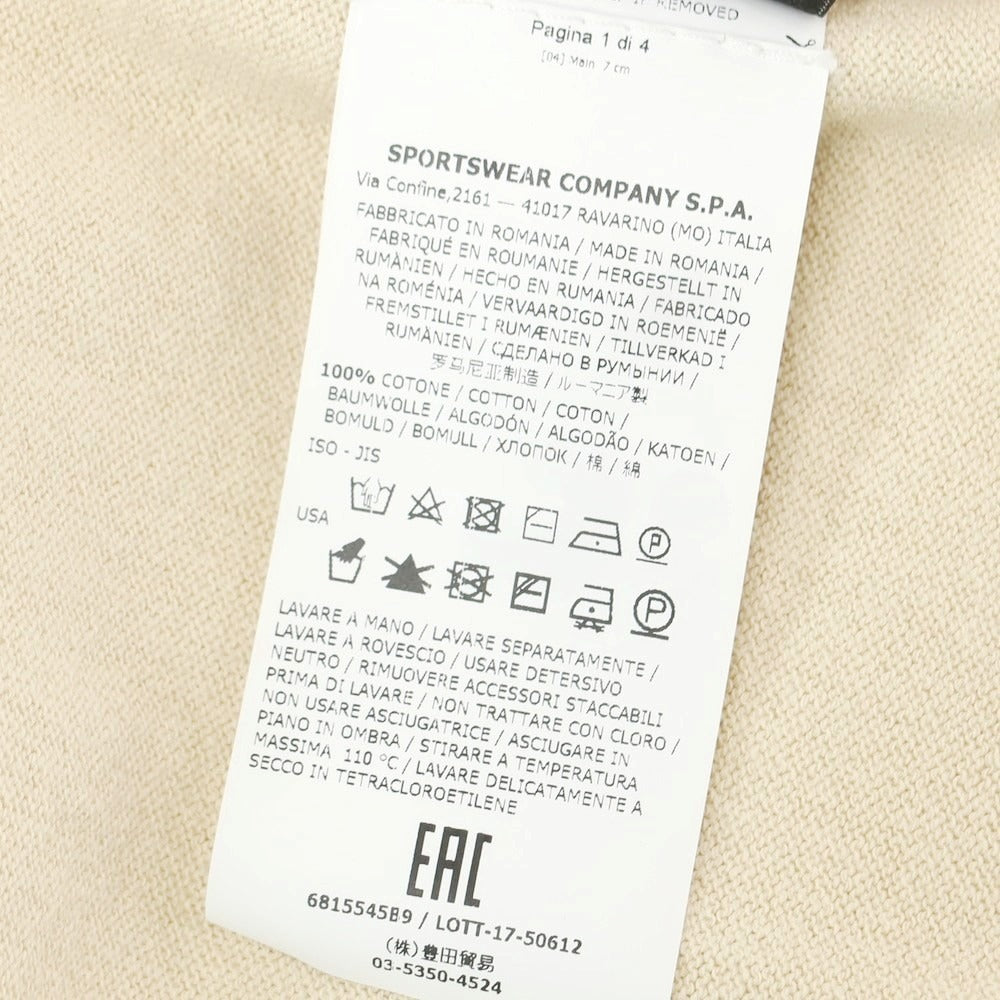 IF REMOVED
Pagina 1 di 4
[04] Main 7 cm
SPORTSWEAR COMPANY S.P.A.
Via Confine,2161 — 41017 RAVARINO (MO) ITALIA
FABBRICATO IN ROMANIA / MADE IN ROMANIA /
FABRIQUÉ EN ROUMANIE / HERGESTELLT IN
RUMÄNIEN / HECHO EN RUMANIA / FABRICADO
NA ROMÉNIA / VERVAARDIGD IN ROEMENIË /
FREMSTILLET I RUMÆNIEN / TILLVERKAD I
RUMÄNIEN / СДЕЛАНО В РУМЫНИИ /
罗马尼亚制造 / ルーマニア製
100% COTONE / COTTON / COTON /
BAUMWOLLE / ALGODÓN / ALGODÃO / KATOEN /
BOMULD / BOMULL / ХЛОПОК / 棉 / 綿
ISO - JIS
P
USA
P
LAVARE A MANO / LAVARE SEPARATAMENTE /
LAVARE A ROVESCIO / USARE DETERSIVO
NEUTRO / RIMUOVERE ACCESSORI STACCABILI
PRIMA DI LAVARE / NON TRATTARE CON CLORO /
NON USARE ASCIUGATRICE / ASCIUGARE IN
PIANO IN OMBRA / STIRARE A TEMPERATURA
MASSIMA 110 °C / LAVARE DELICATAMENTE A
SECCO IN TETRACLOROETILENE
EAC
6815545B9 / LOTT-17-50612
(株)豊田貿易
03-5350-4524